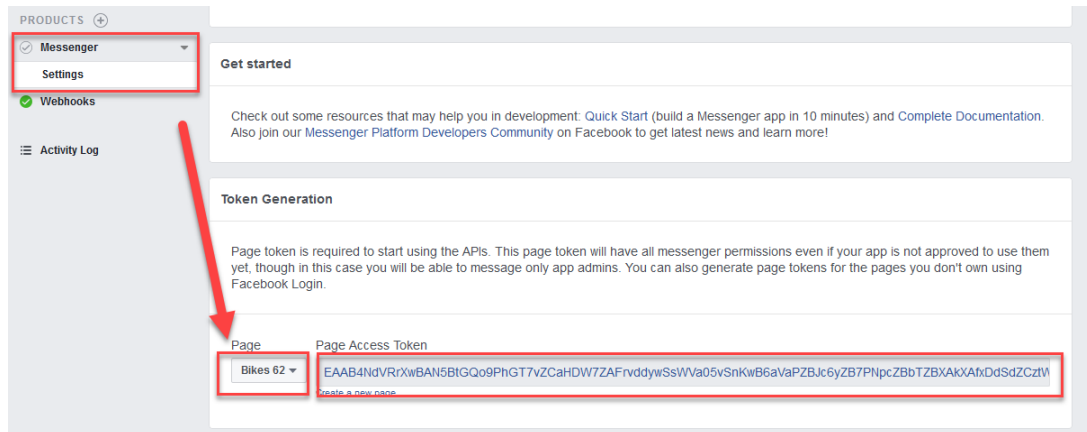 PRODUCTS
Messenger
Settings
Webhooks
Activity Log
Get started
Check out some resources that may help you in development: Quick Start (build a Messenger app in 10 minutes) and Complete Documentation.
Also join our Messenger Platform Developers Community on Facebook to get latest news and learn more!
Token Generation
Page token is required to start using the APIs. This page token will have all messenger permissions even if your app is not approved to use them
yet, though in this case you will be able to message only app admins. You can also generate page tokens for the pages you don't own using
Facebook Login.
Page Page Access Token
Bikes 62 EAAB4NdVRrXwBAN5BtGQo9PhGT7vZCaHDW7ZAFrvddywSsWVa05vSnKwB6aVaPZBJc6yZB7PNpcZBbTZBXAkXAfxDdSdZCztW
Create a new page